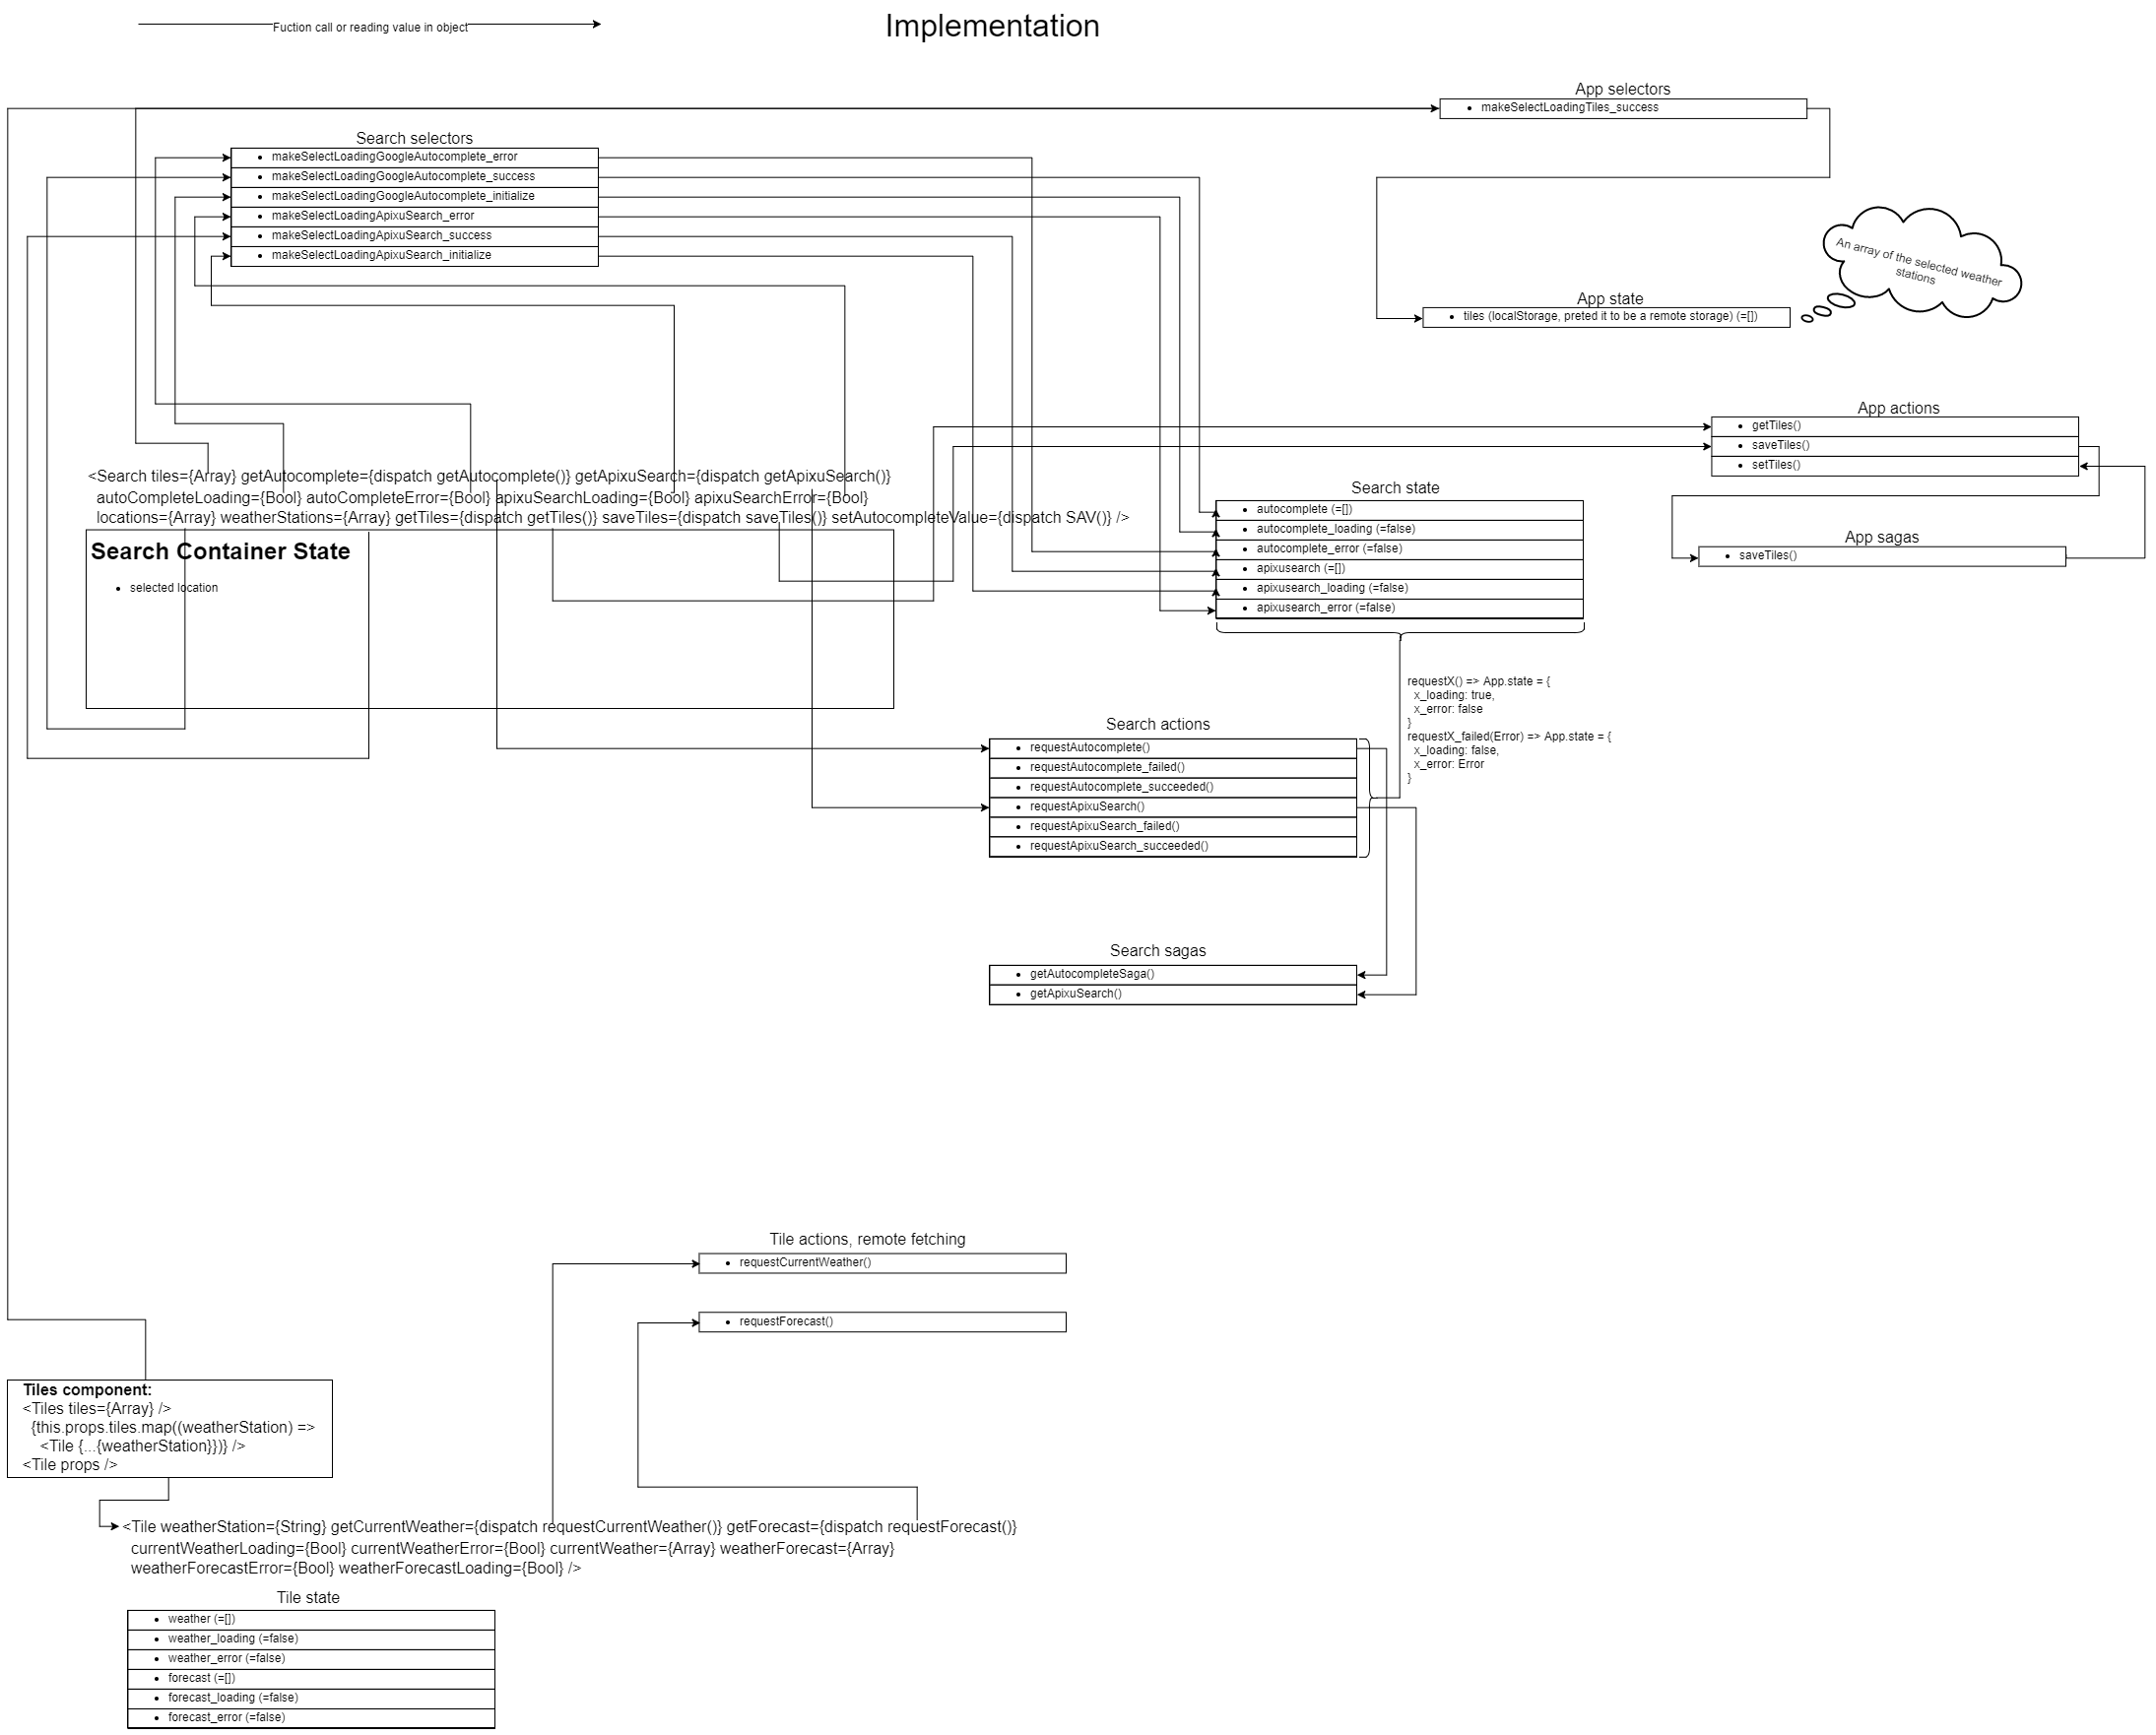 Implementation
Fuction call or reading value in object
App selectors
makeSelectLoadingTiles_success
Search selectors
makeSelectLoadingGoogleAutocomplete_error
makeSelectLoadingGoogleAutocomplete_success
makeSelectLoadingGoogleAutocomplete_initialize
makeSelectLoadingApixuSearch_error
makeSelectLoadingApixuSearch_success
makeSelectLoadingApixuSearch_initialize
An array of the selected weather
stations
App state
tiles (localStorage, preted it to be a remote storage) (=[])
App actions
getTiles()
saveTiles()
setTiles()
<Search tiles={Array} getAutocomplete={dispatch getAutocomplete()} getApixuSearch={dispatch getApixuSearch()}
autoCompleteLoading={Bool} autoCompleteError={Bool} apixuSearchLoading={Bool} apixuSearchError={Bool}
locations={Array} weatherStations={Array} getTiles={dispatch getTiles()} saveTiles={dispatch saveTiles()} setAutocompleteValue={dispatch SAV()} />
Search Container State
selected location
Search state
autocomplete (=[])
autocomplete_loading (=false)
autocomplete_error (=false)
apixusearch (=[])
apixusearch_loading (=false)
apixusearch_error (=false)
App sagas
saveTiles()
requestX() => App.state = {
x_loading: true,
x_error: false
}
requestX_failed(Error) => App.state = {
x_loading: false,
x_error: Error
}
Search actions
requestAutocomplete()
requestAutocomplete_failed()
requestAutocomplete_succeeded()
requestApixuSearch()
requestApixuSearch_failed()
requestApixuSearch_succeeded()
Search sagas
getAutocompleteSaga()
getApixuSearch()
Tile actions, remote fetching
requestCurrentWeather()
requestForecast()
Tiles component:
<Tiles tiles={Array} />
{this.props.tiles.map((weatherStation) =>
<Tile {...{weatherStation}})} />
<Tile props />
<Tile weatherStation={String} getCurrentWeather={dispatch requestCurrentWeather()} getForecast={dispatch requestForecast()}
currentWeatherLoading={Bool} currentWeatherError={Bool} currentWeather={Array} weatherForecast={Array}
weatherForecastError={Bool} weatherForecastLoading={Bool} />
Tile state
weather (=[])
weather_loading (=false)
weather_error (=false)
forecast (=[])
forecast_loading (=false)
forecast_error (=false)